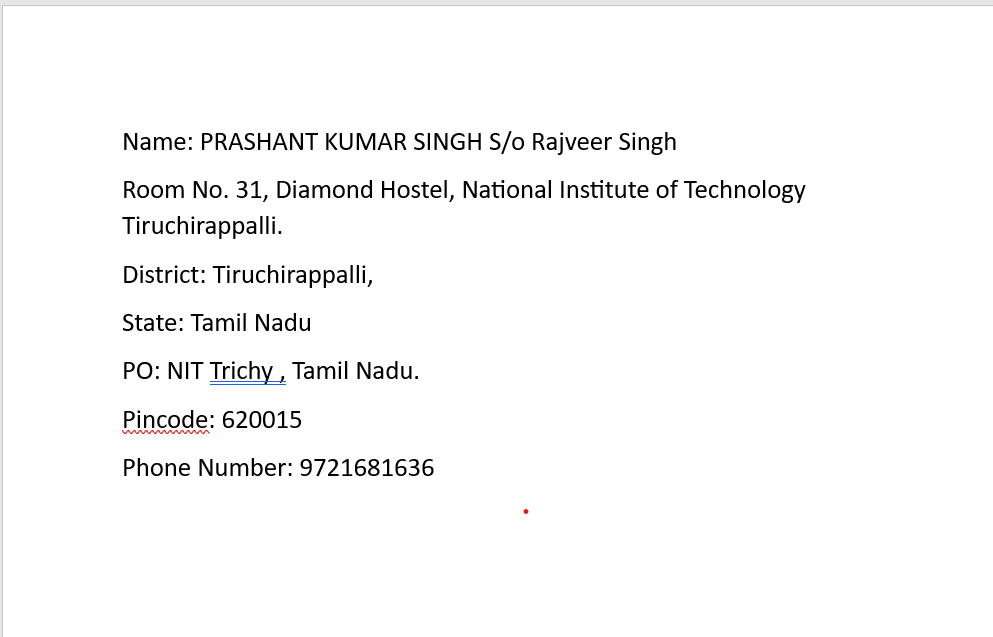 Name: PRASHANT KUMAR SINGH S/o Rajveer Singh
Room No. 31, Diamond Hostel, National Institute of Technology
Tiruchirappalli.
District: Tiruchirappalli,
State: Tamil Nadu
PO: NIT Trichy , Tamil Nadu.
Pincode: 620015
Phone Number: 9721681636